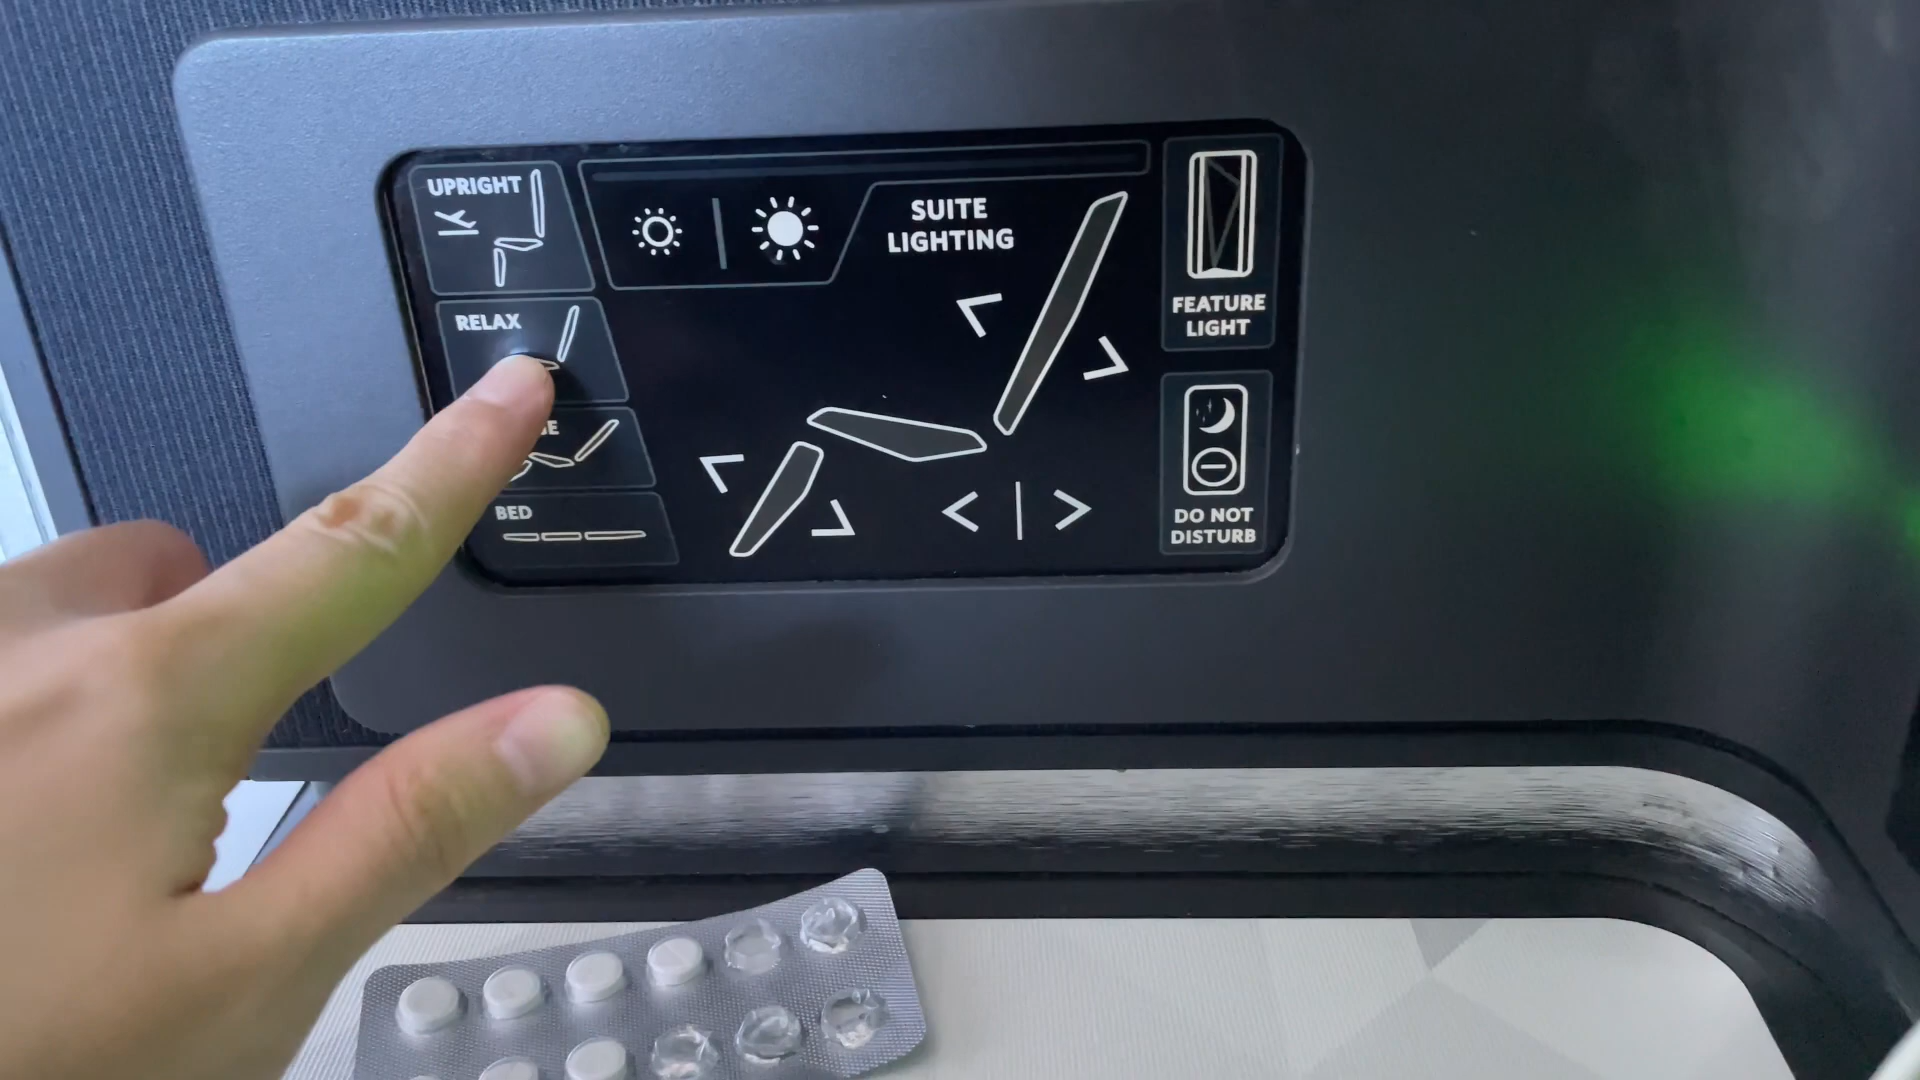 UPRIGHT
SUITE
LIGHTING
FEATURE
LIGHT
RELAX
BED
DO NOT
DISTURB